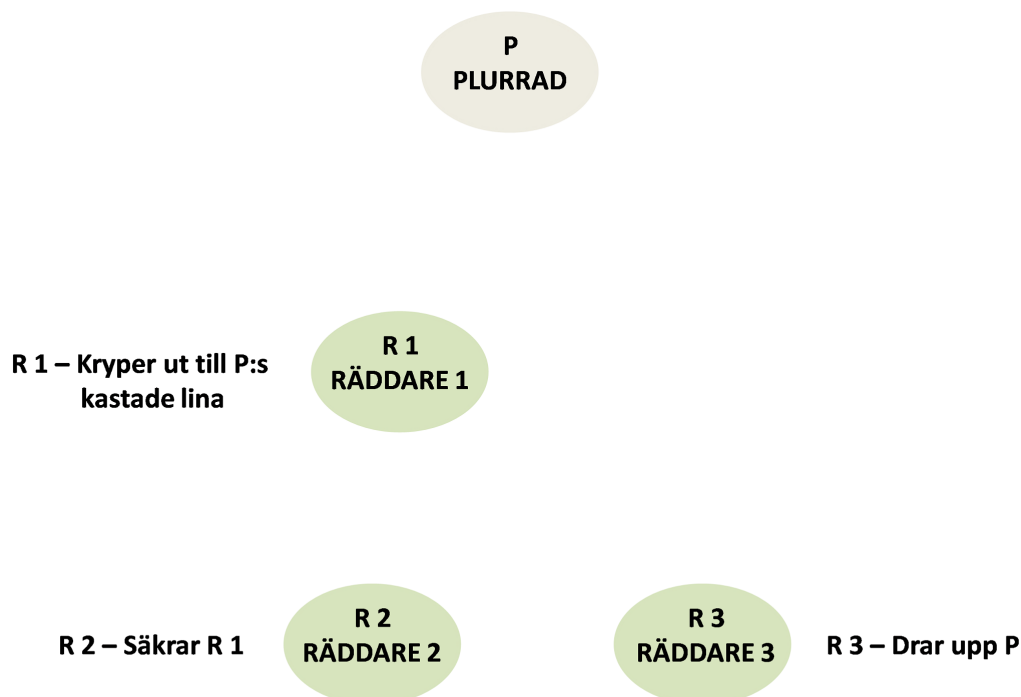 P
PLURRAD
R 1 – Kryper ut till P:s
kastade lina
R 1
RÄDDARE 1
R 2 – Säkrar R 1
R 2
RÄDDARE 2
R 3
RÄDDARE 3
R 3 – Drar upp P